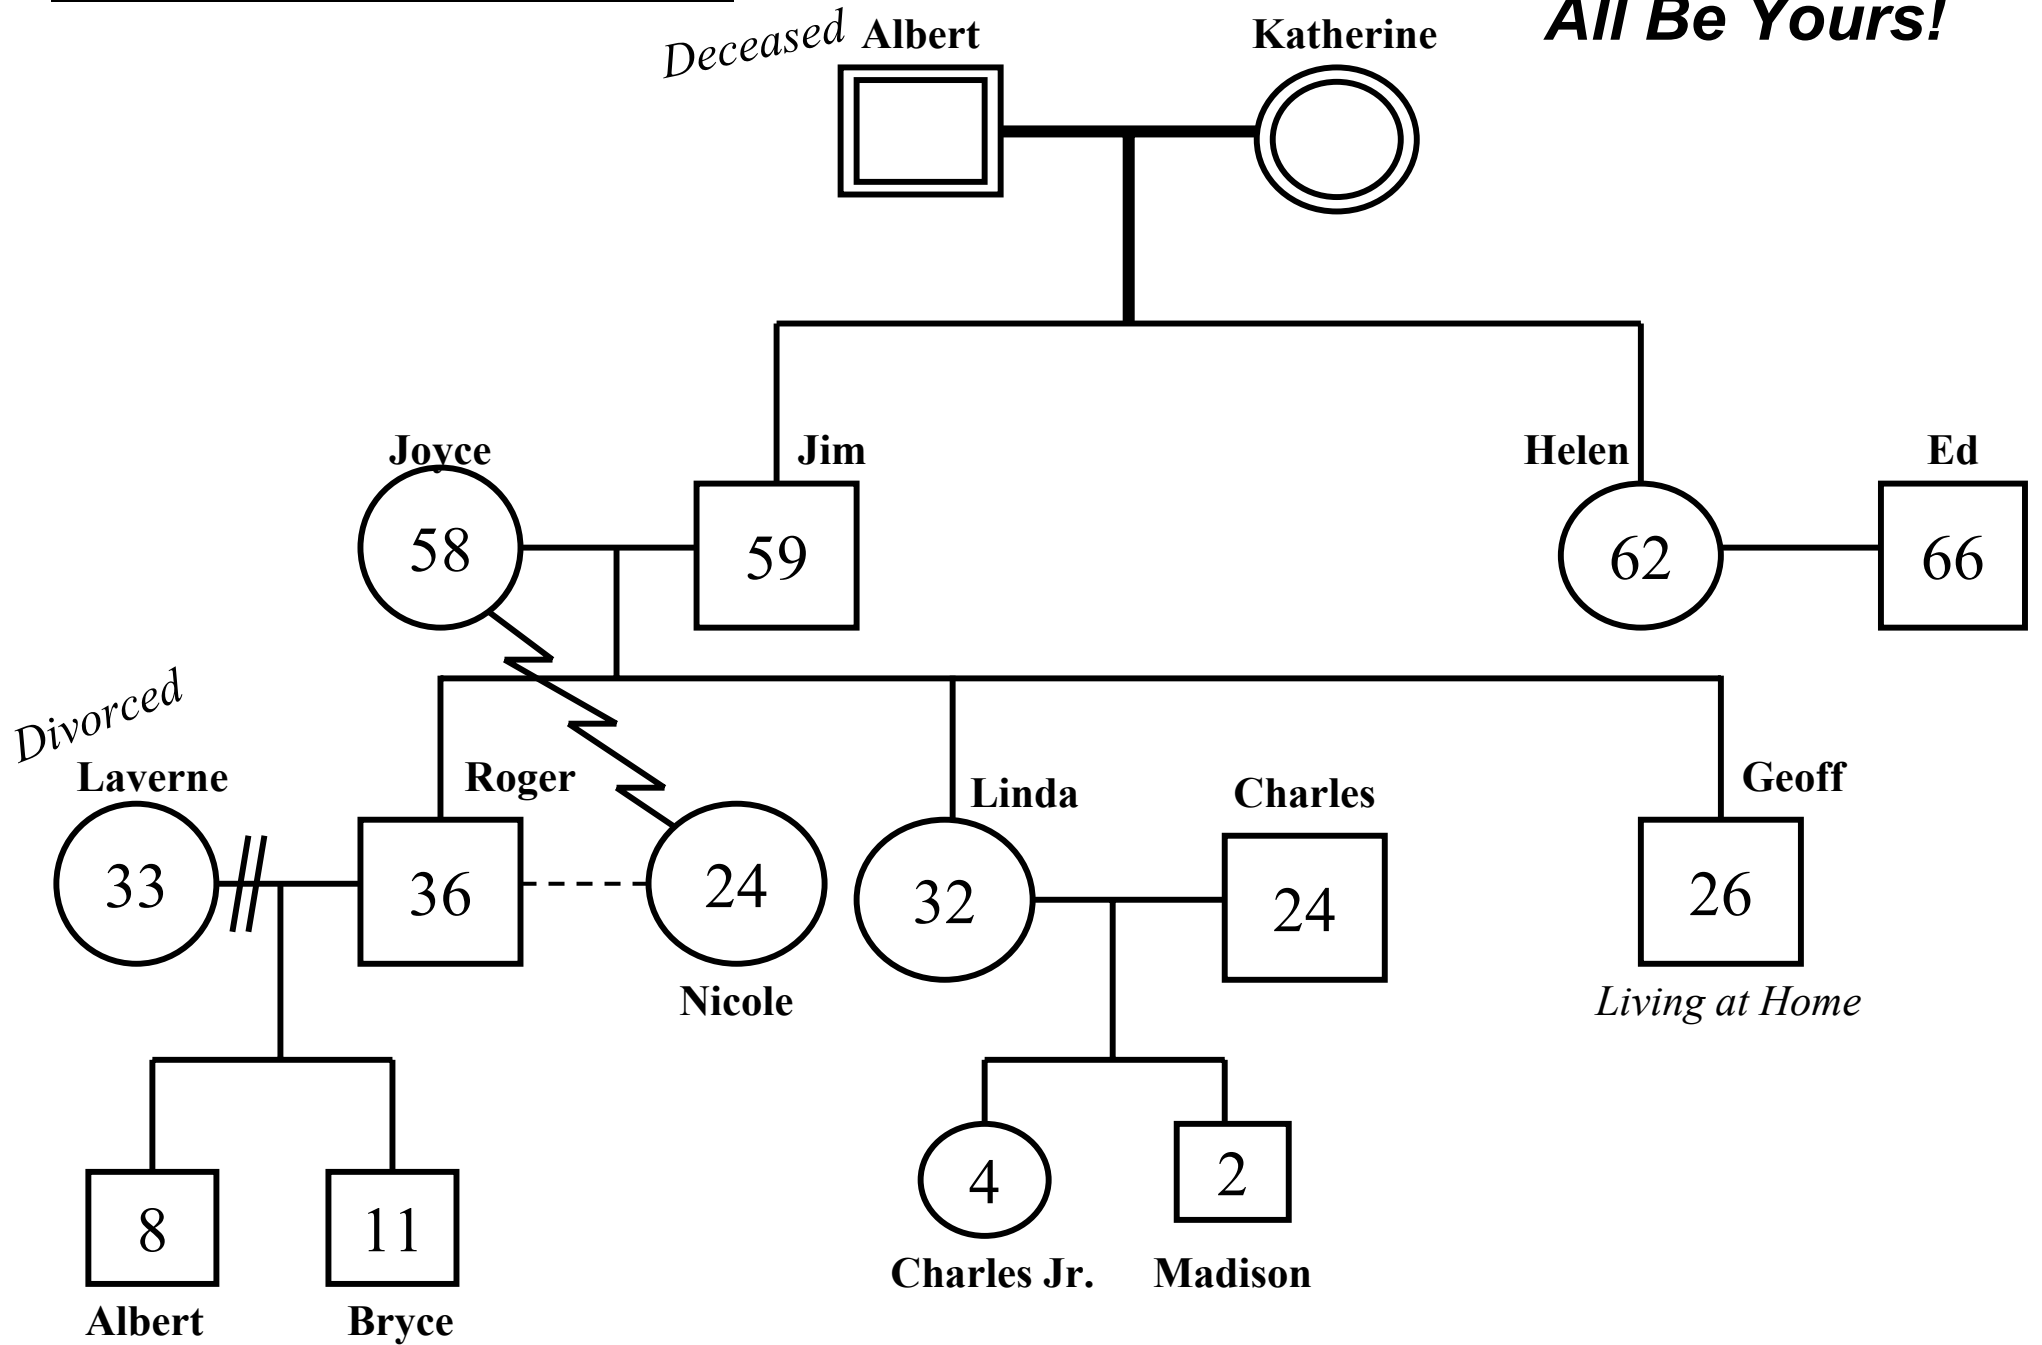 All Be Yours!
Deceased
Albert
Katherine
Joyce
Jim
Helen
Ed
58
59
62
66
Divorced
Laverne
Roger
Linda
Charles
Geoff
33
36
24
32
24
26
Nicole
Living at Home
8
11
4
2
Charles Jr.
Madison
Albert
Bryce